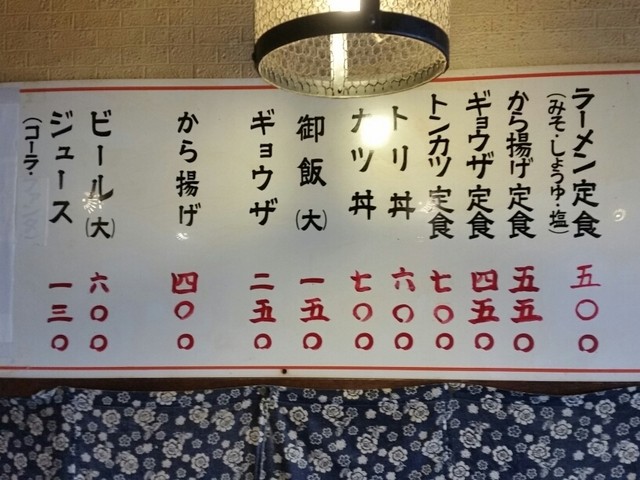 ラーメン定食 五〇〇
(みそ・しょうゆ・塩)
から揚げ定食 五五〇
ギョウザ定食 四五〇
トンカツ定食 七〇〇
トリ丼 六〇〇
カツ丼 七〇〇
御飯(大) 一五〇
ギョウザ 二五〇
から揚げ 四〇〇
ビール(大) 六〇〇
ジュース 一三〇
(コーラ・ファンタ)